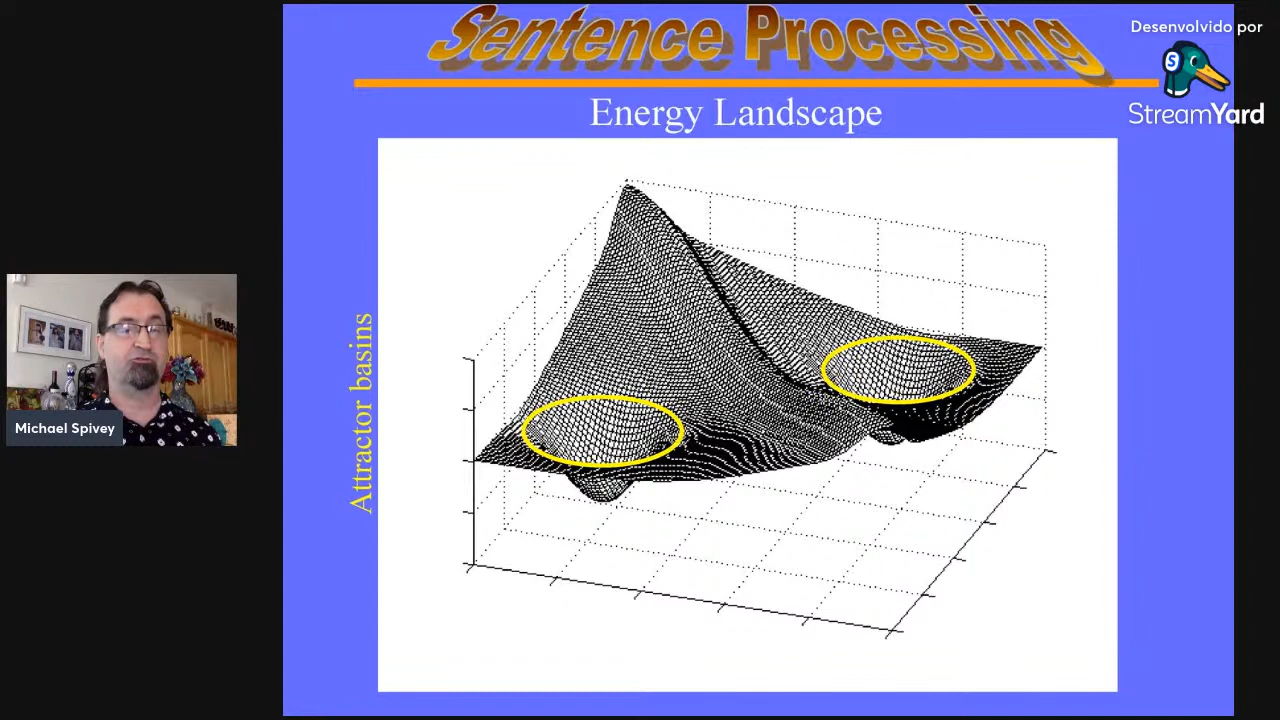 Sentence Processing
Desenvolvido por
StreamYard
Energy Landscape
Attractor basins
Michael Spivey